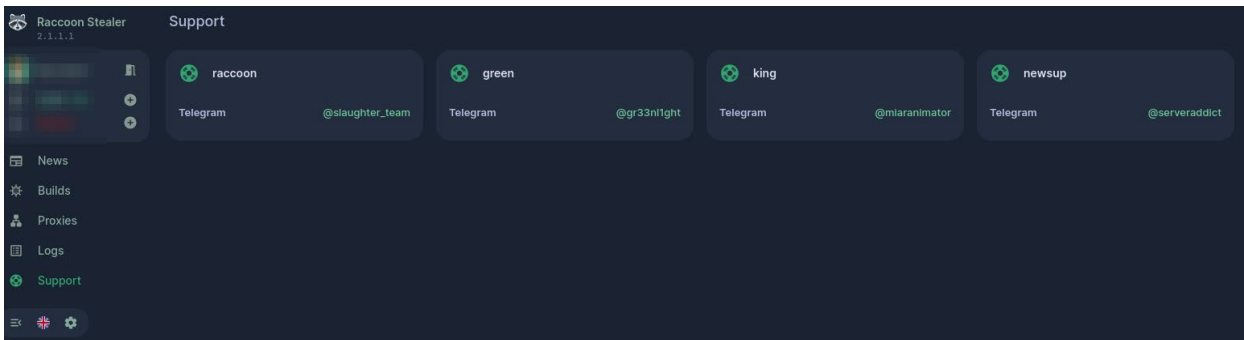 Raccoon Stealer
2.1.1.1
Support
raccoon
Telegram @slaughter_team
green
Telegram @gr33nl1ght
king
Telegram @miaranimator
newsup
Telegram @serveraddict
News
Builds
Proxies
Logs
Support